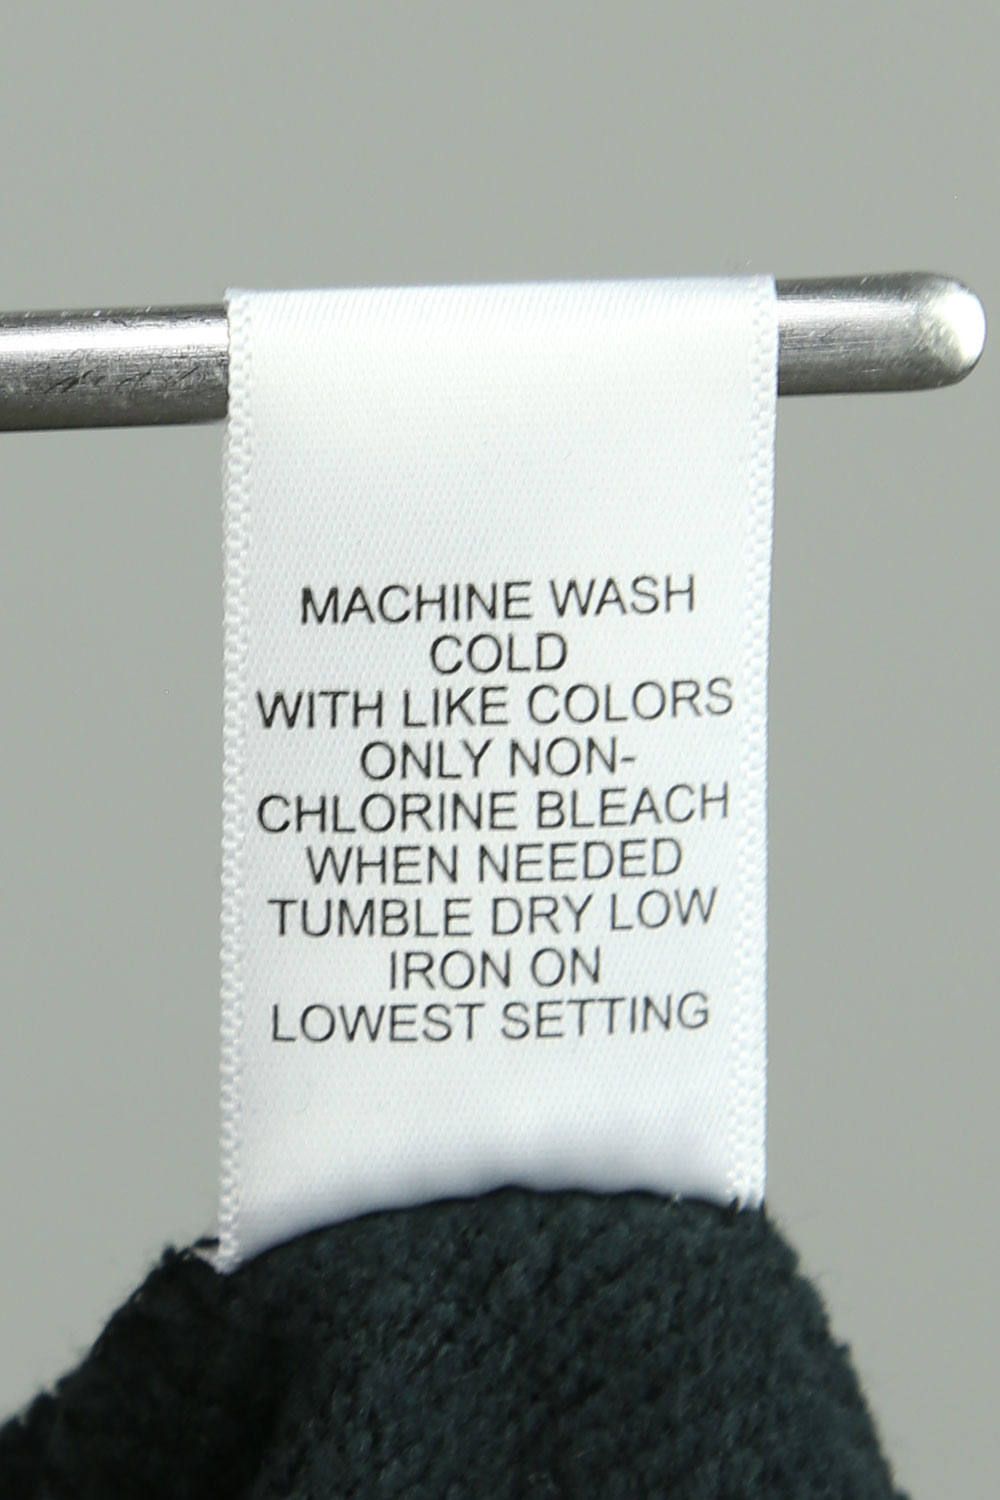 MACHINE WASH
COLD
WITH LIKE COLORS
ONLY NON-
CHLORINE BLEACH
WHEN NEEDED
TUMBLE DRY LOW
IRON ON
LOWEST SETTING